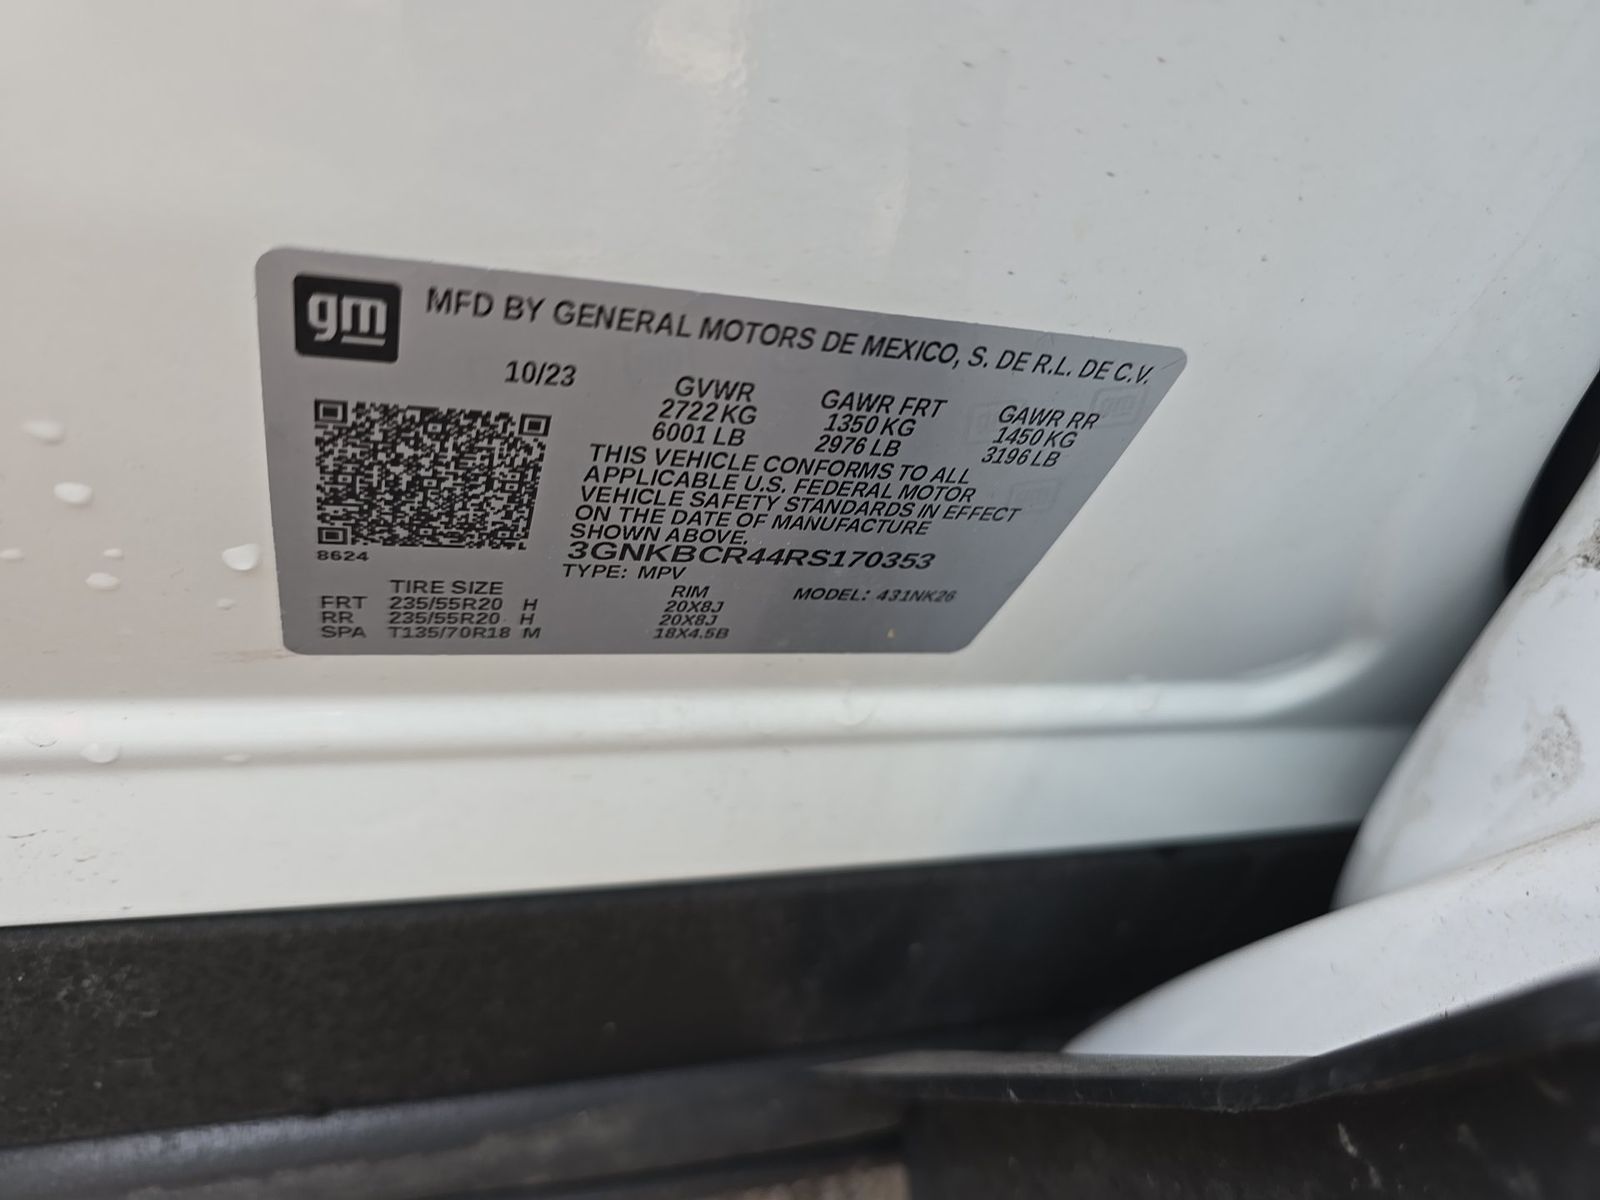 gm MFD BY GENERAL MOTORS DE MEXICO, S. DE R.L. DE C.V.
10/23
GVWR GAWR FRT GAWR RR
2722 KG 1350 KG 1450 KG
6001 LB 2976 LB 3196 LB
THIS VEHICLE CONFORMS TO ALL
APPLICABLE U.S. FEDERAL MOTOR
VEHICLE SAFETY STANDARDS IN EFFECT
ON THE DATE OF MANUFACTURE
SHOWN ABOVE.
8624
3GNKBCR44RS170353
TYPE: MPV MODEL: 431NK26
TIRE SIZE RIM
FRT 235/55R20 H 20X8J
RR 235/55R20 H 20X8J
SPA T135/70R18 M 18X4.5B